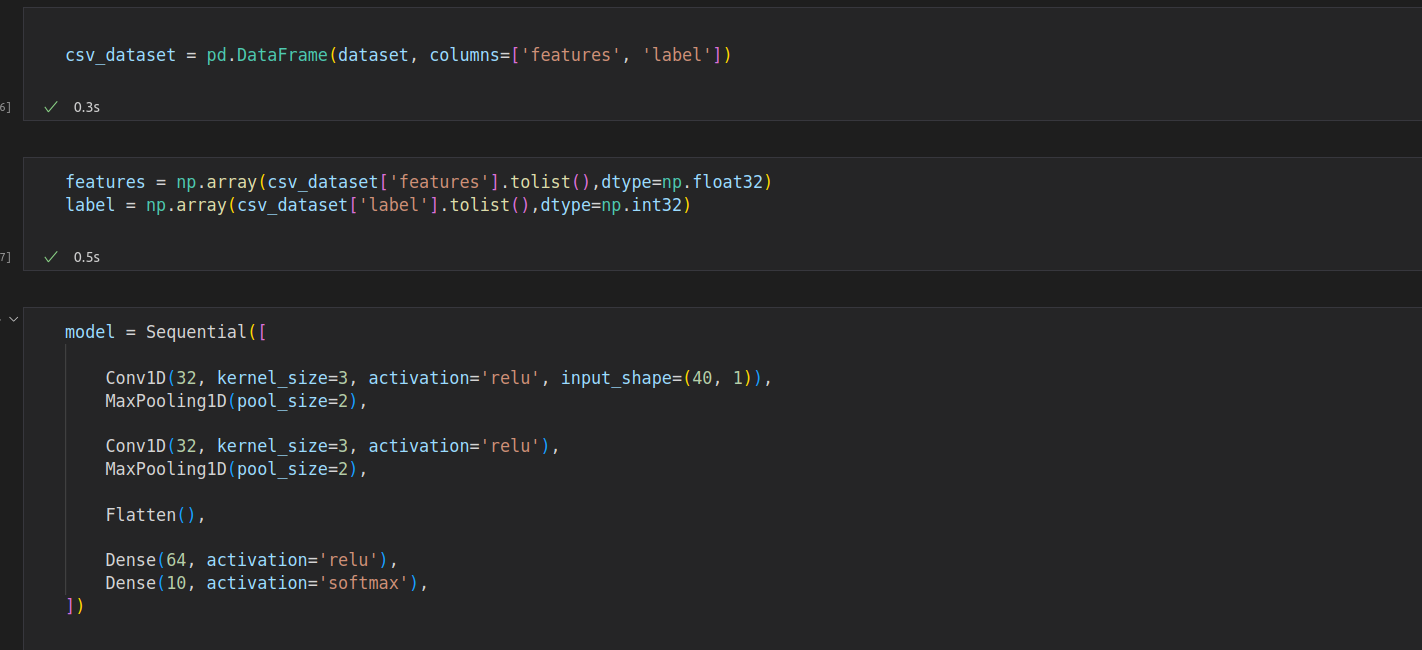 csv_dataset = pd.DataFrame(dataset, columns=['features', 'label'])
6]
0.3s
features = np.array(csv_dataset['features'].tolist(),dtype=np.float32)
label = np.array(csv_dataset['label'].tolist(),dtype=np.int32)
7]
0.5s
model = Sequential([
Conv1D(32, kernel_size=3, activation='relu', input_shape=(40, 1)),
MaxPooling1D(pool_size=2),
Conv1D(32, kernel_size=3, activation='relu'),
MaxPooling1D(pool_size=2),
Flatten(),
Dense(64, activation='relu'),
Dense(10, activation='softmax'),
])